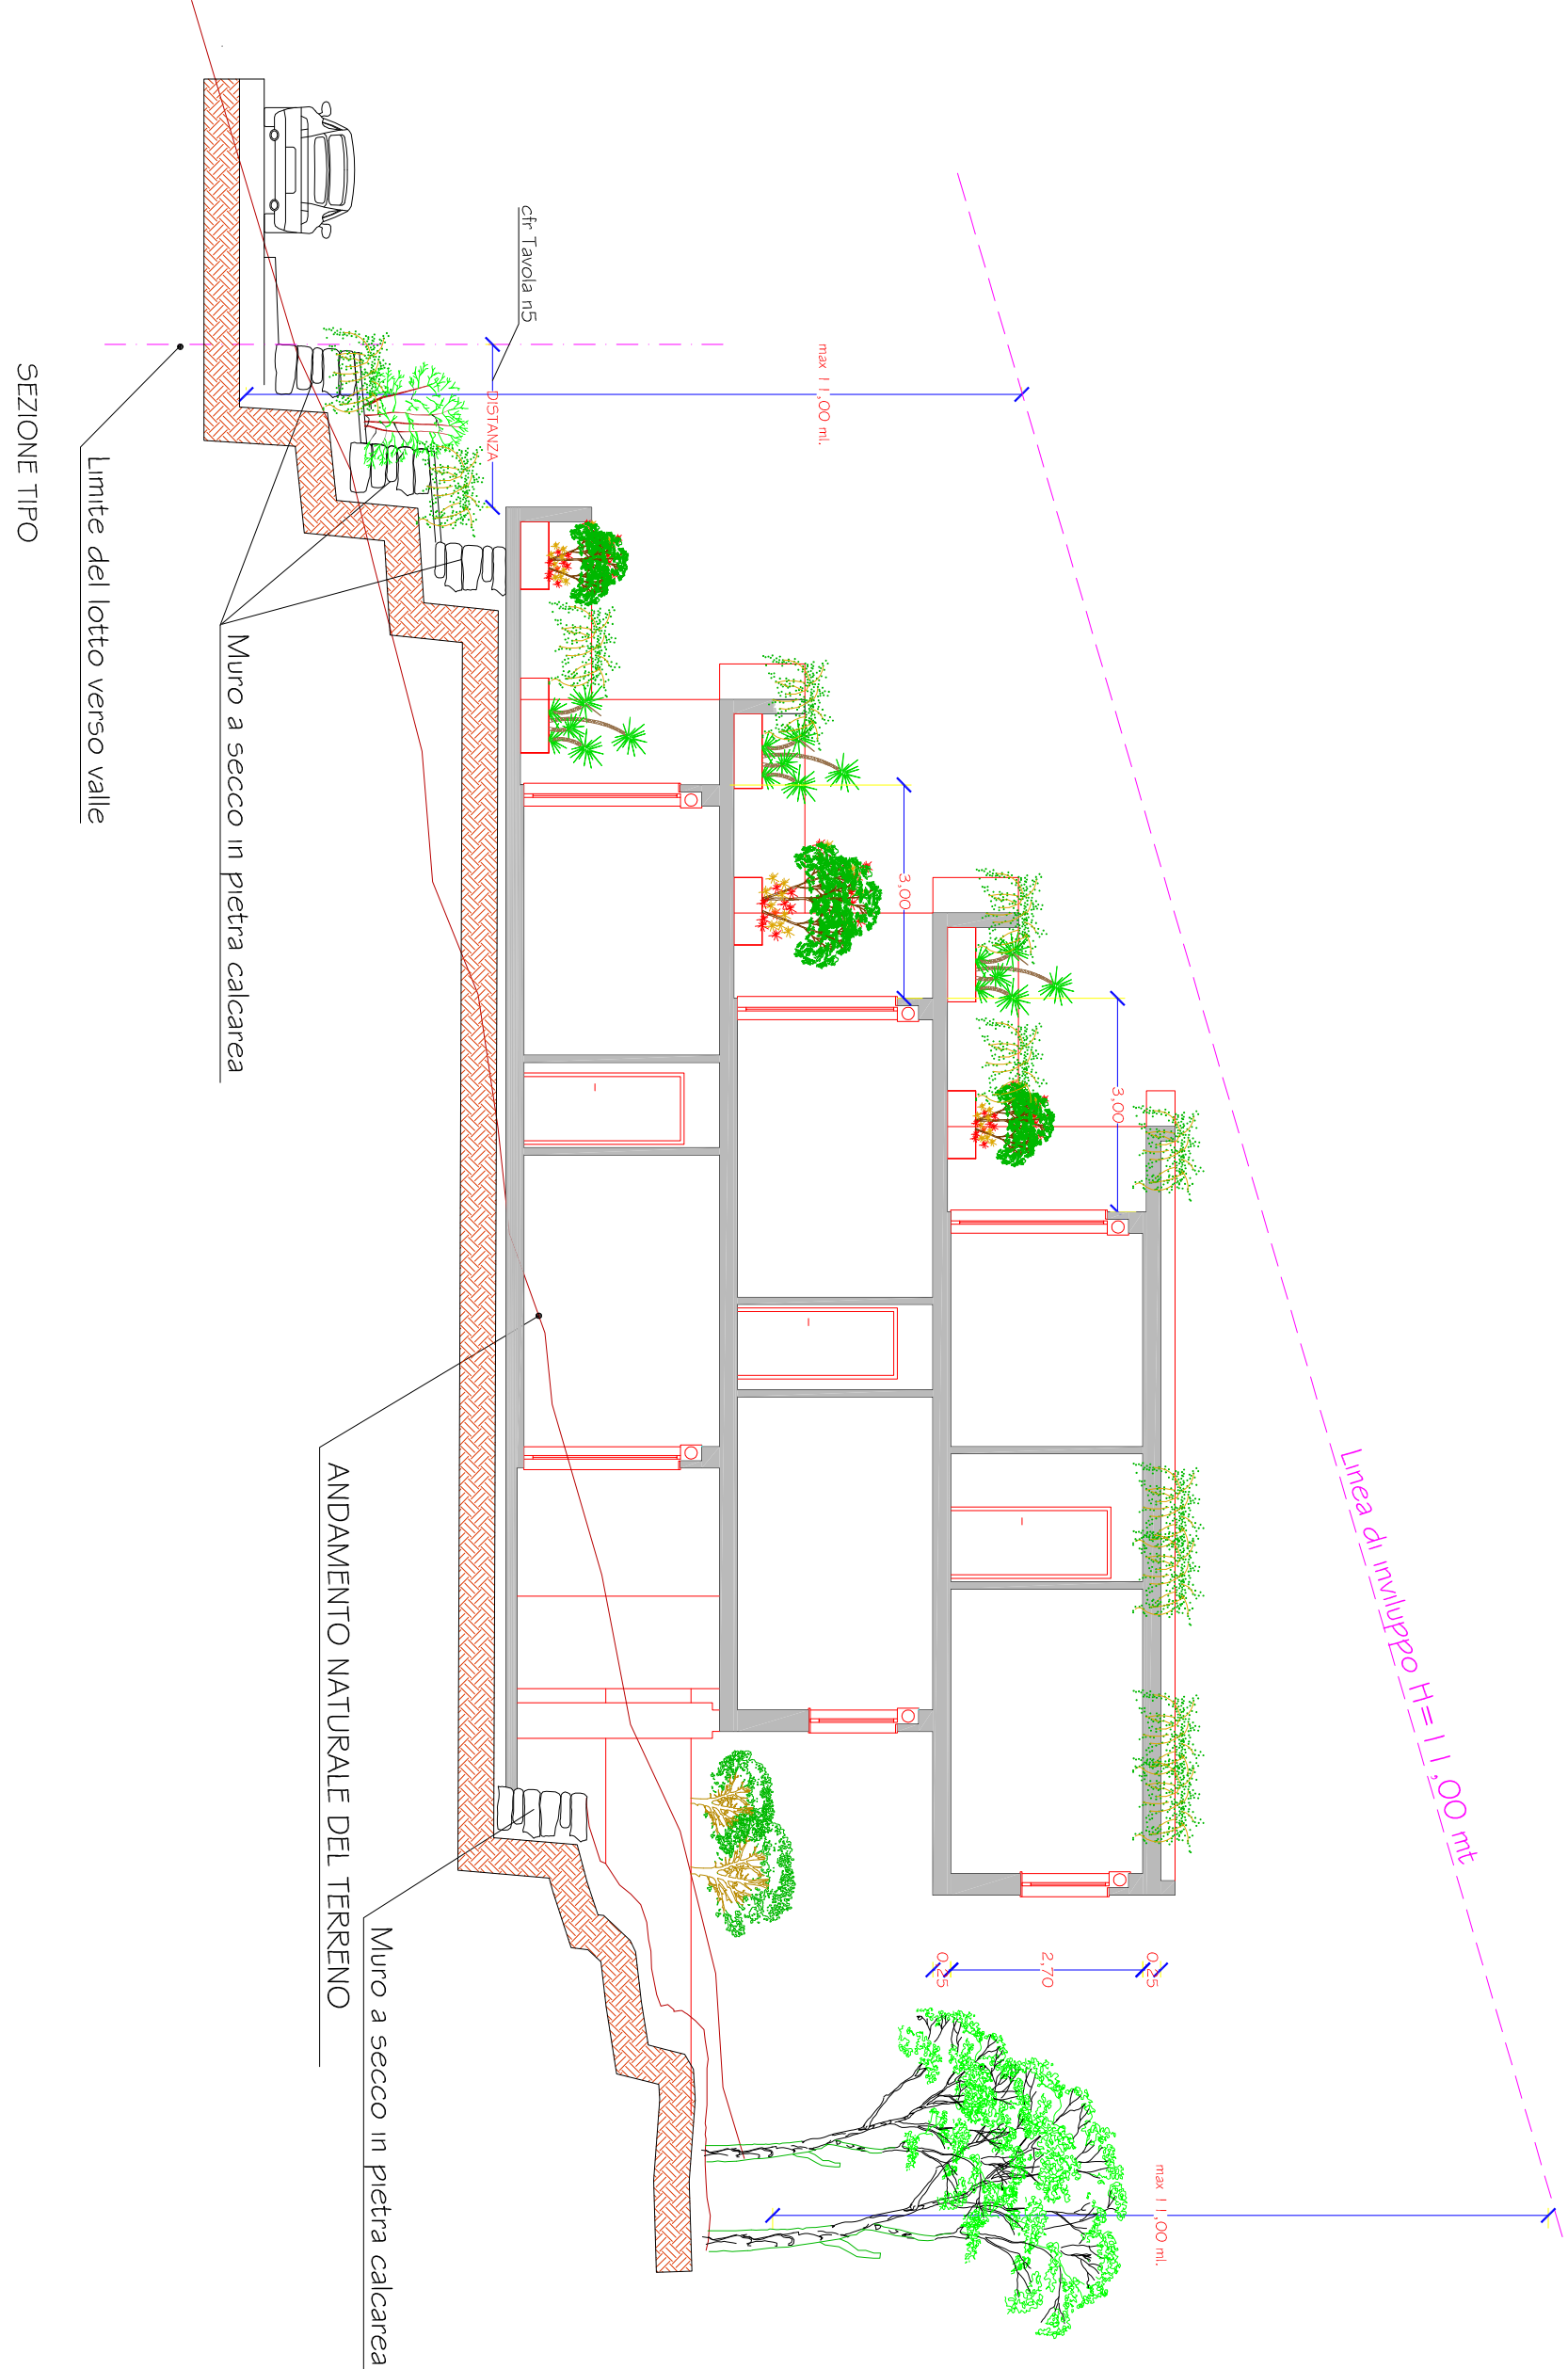 Linea di inviluppo H= 11,00 mt
max 11,00 ml.
max 11,00 ml.
0,25
2,70
0,25
3,00
3,00
cfr Tavola n5
DISTANZA
ANDAMENTO NATURALE DEL TERRENO
Muro a secco in pietra calcarea
Muro a secco in pietra calcarea
Limite del lotto verso valle
SEZIONE TIPO